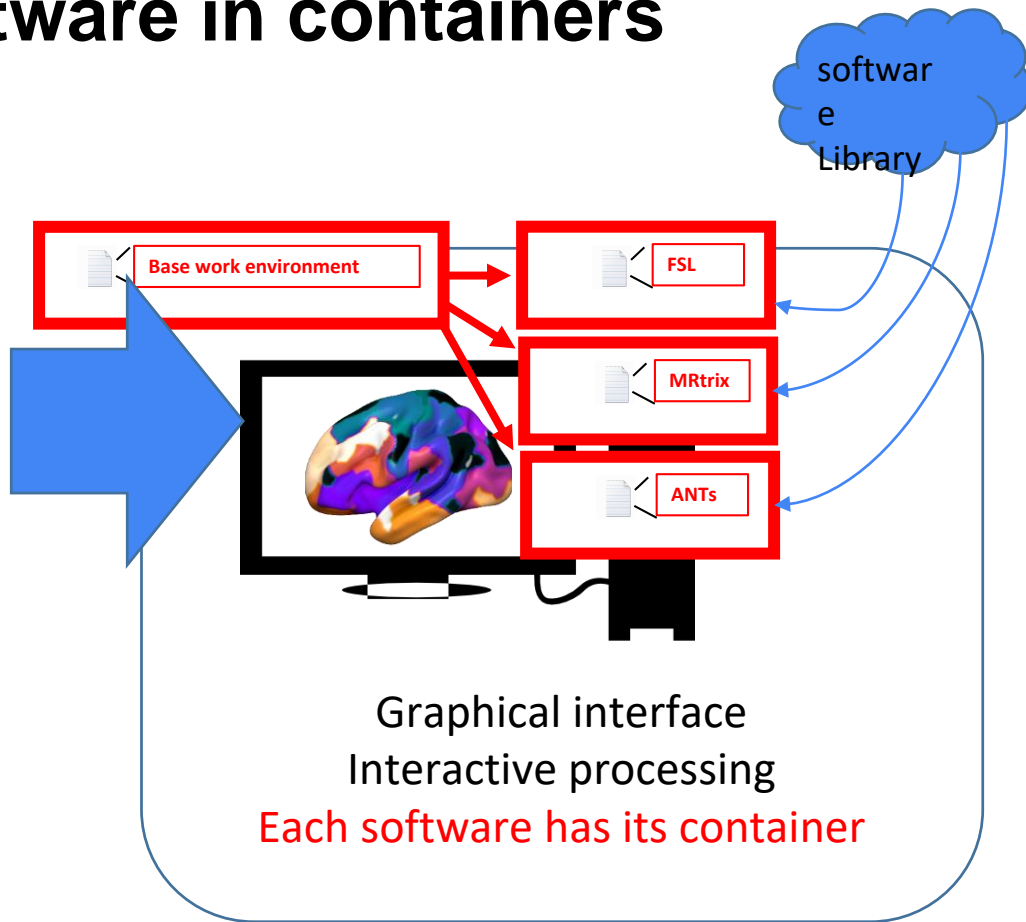 tware in containers
softwar
e
Library
Base work environment
FSL
MRtrix
ANTs
Graphical interface
Interactive processing
Each software has its container